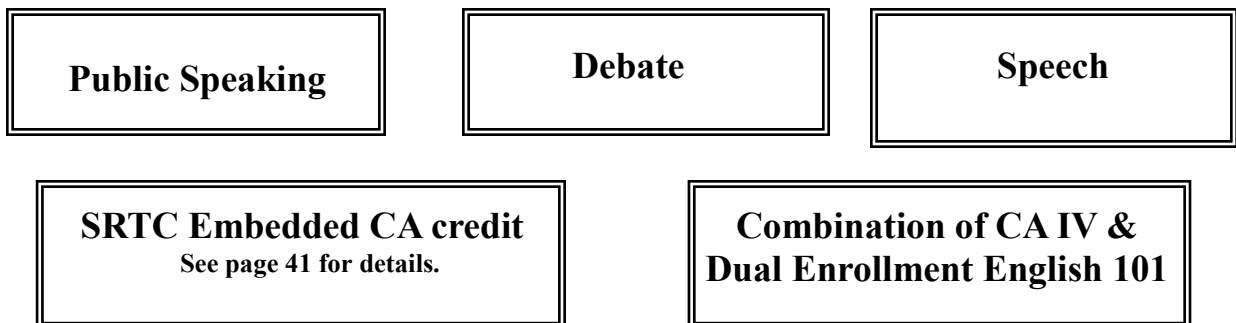 Public Speaking
Debate
Speech
SRTC Embedded CA credit
See page 41 for details.
Combination of CA IV &
Dual Enrollment English 101